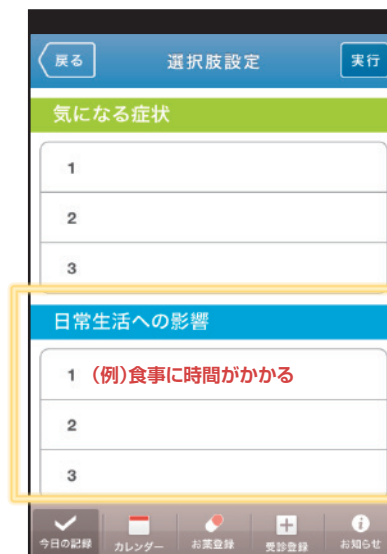 戻る 選択肢設定 実行
気になる症状
1
2
3
日常生活への影響
1 (例)食事に時間がかかる
2
3
今日の記録 カレンダー お薬登録 受診登録 お知らせ